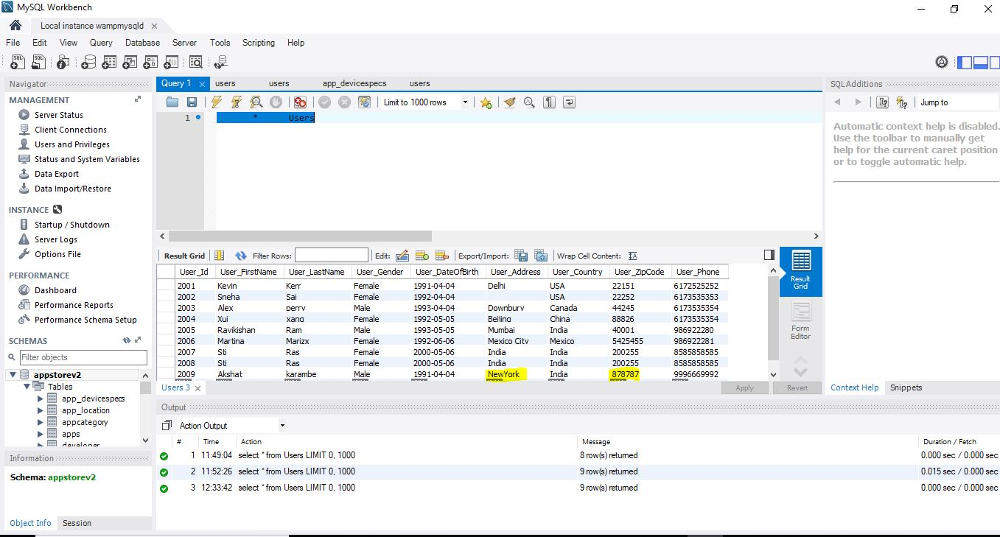 MySQL Workbench
Local instance wampmysqld
File Edit View Query Database Server Tools Scripting Help
Navigator
MANAGEMENT
Server Status
Client Connections
Users and Privileges
Status and System Variables
Data Export
Data Import/Restore
INSTANCE
Startup / Shutdown
Server Logs
Options File
PERFORMANCE
Dashboard
Performance Reports
Performance Schema Setup
SCHEMAS
Filter objects
appstorev2
Tables
app_devicespecs
app_location
appcategory
apps
developer
Information
Schema: appstorev2
Object Info Session
Query 1 users users app_devicespecs users
Limit to 1000 rows
1 * Users
Result Grid Filter Rows: Edit: Export/Import: Wrap Cell Content:
User_Id User_FirstName User_LastName User_Gender User_DateOfBirth User_Address User_Country User_ZipCode User_Phone
2001 Kevin Kerr Female 1991-04-04 Delhi USA 22151 6172525252
2002 Sneha Sai Female 1992-04-04 USA 22252 6173535353
2003 Alex perry Male 1993-04-04 Downbury Canada 44245 6173535354
2004 Xui xang Female 1992-05-05 Beijing China 88826 6173535354
2005 Ravikishan Ram Male 1993-05-05 Mumbai India 40001 986922280
2006 Martina Marizx Female 1992-06-06 Mexico City Mexico 5425455 986922281
2007 Sti Ras Female 2000-05-06 India India 200255 8585858585
2008 Sti Ras Female 2000-05-06 India India 200255 8585858585
2009 Akshat karambe Male 1991-04-04 NewYork India 878787 9996669992
Result Grid
Form Editor
Users 3
Apply Revert
SQLAdditions
Jump to
Automatic context help is disabled.
Use the toolbar to manually get
help for the current caret position
or to toggle automatic help.
Context Help Snippets
Output
Action Output
# Time Action Message Duration / Fetch
1 11:49:04 select * from Users LIMIT 0, 1000 8 row(s) returned 0.000 sec / 0.000 sec
2 11:52:26 select * from Users LIMIT 0, 1000 9 row(s) returned 0.015 sec / 0.000 sec
3 12:33:42 select * from Users LIMIT 0, 1000 9 row(s) returned 0.000 sec / 0.000 sec